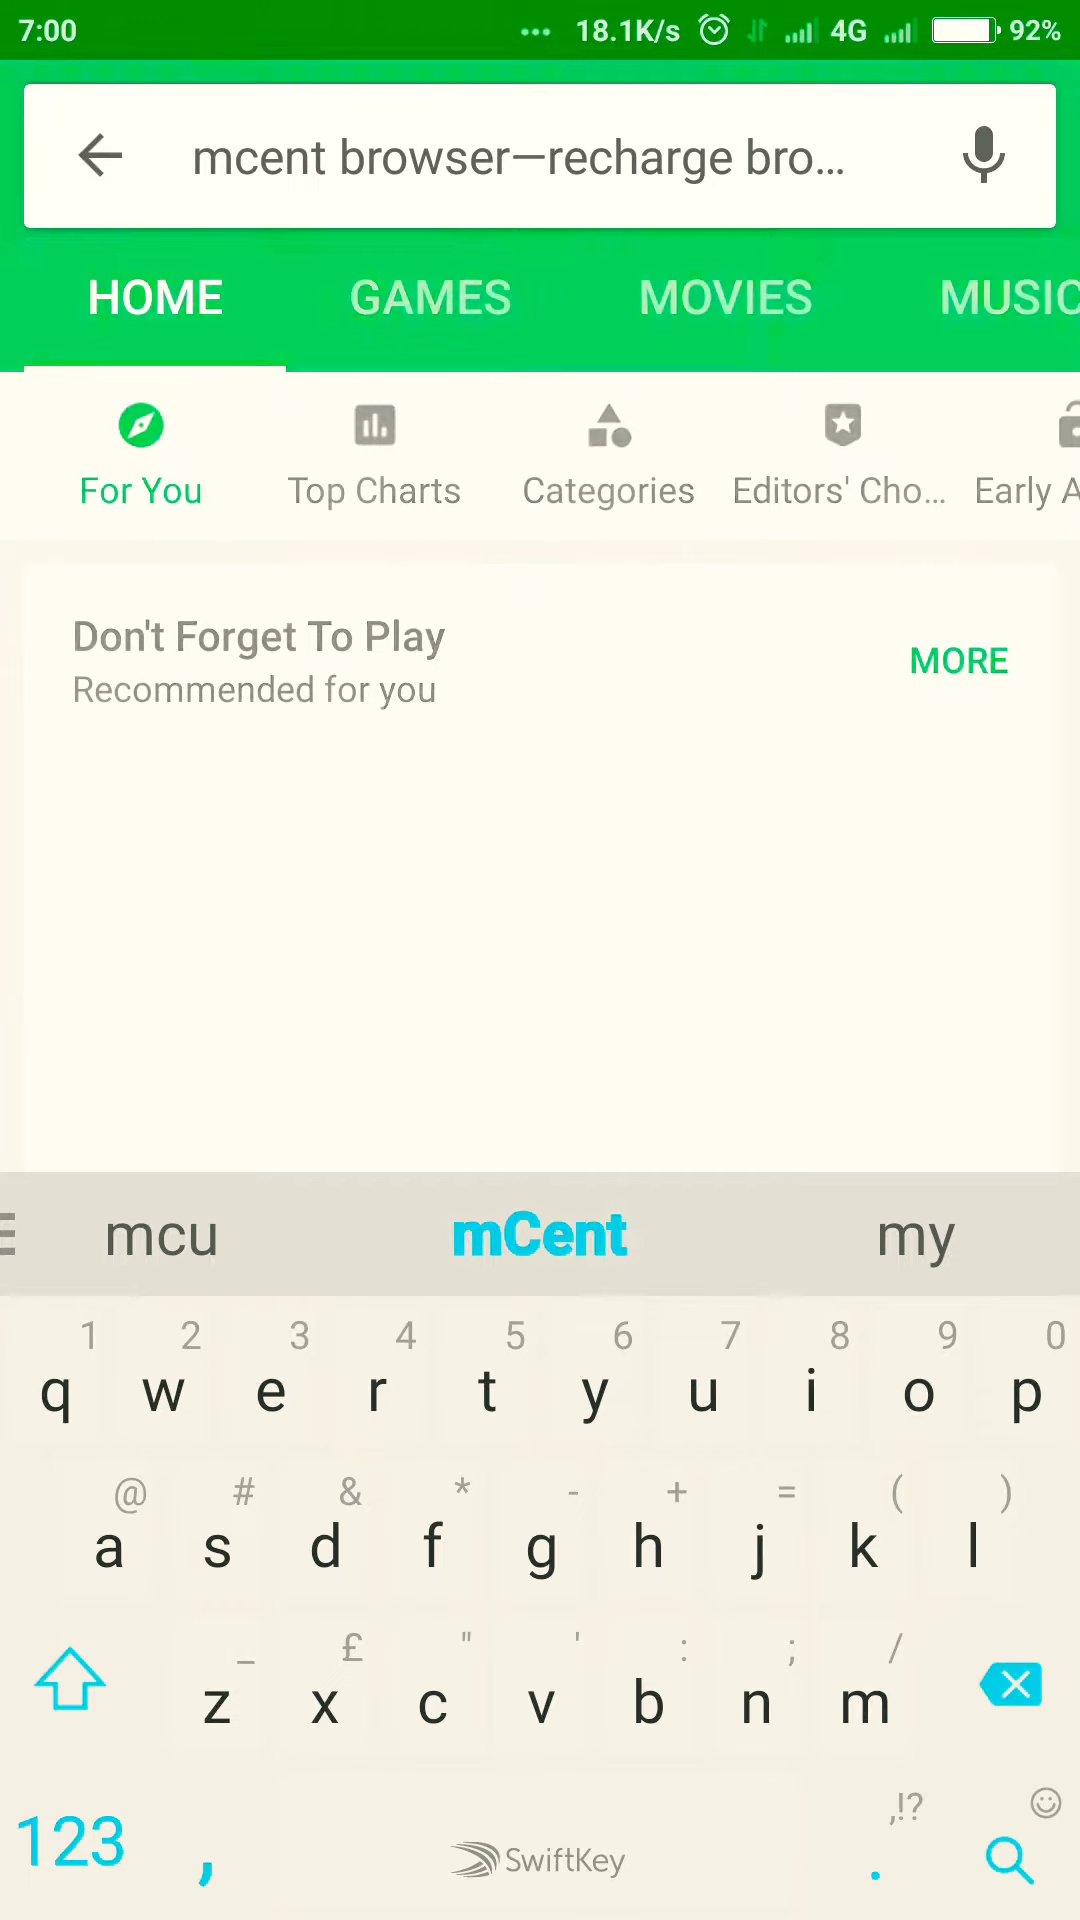 7:00 ... 18.1K/s 4G 92%
mcent browser—recharge bro...
HOME GAMES MOVIES MUSIC
For You Top Charts Categories Editors' Cho... Early A
Don't Forget To Play
Recommended for you
MORE
mcu mCent my
1 2 3 4 5 6 7 8 9 0
q w e r t y u i o p
@ # & * - + = ( )
a s d f g h j k l
_ £ " ' : ; /
z x c v b n m
,!?
123 , SwiftKey .